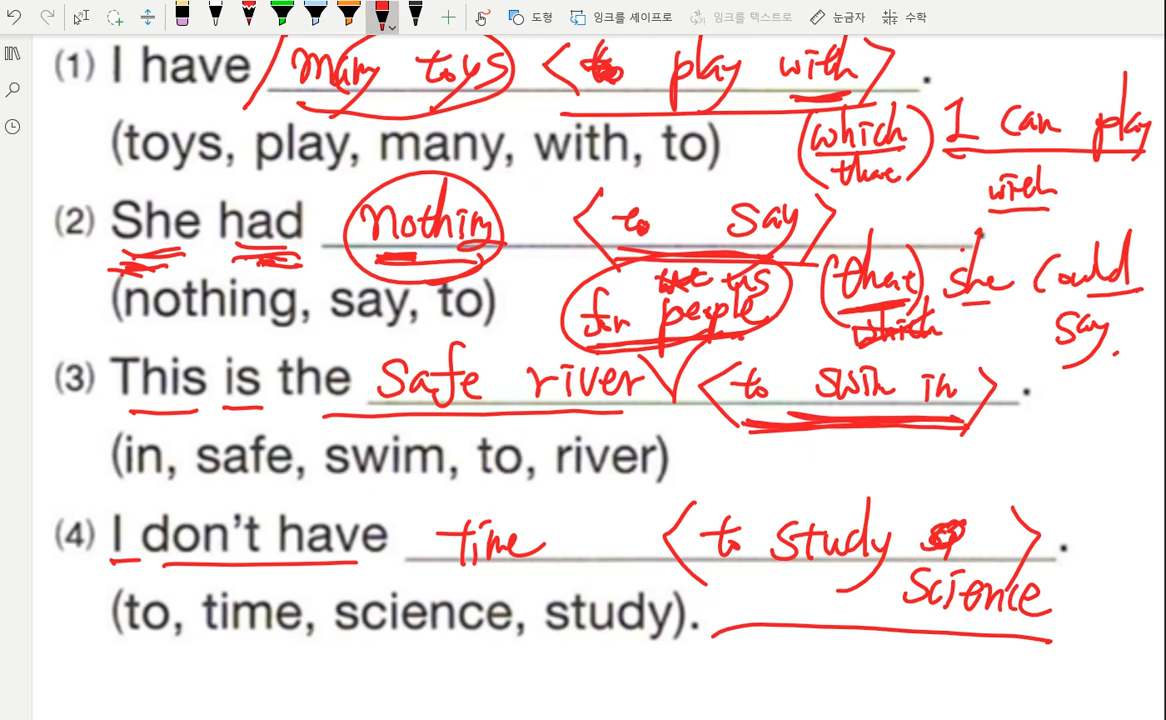 도형 잉크를 셰이프로 잉크를 텍스트로 눈금자 수학
(1) I have many toys <to play with>.
(toys, play, many, with, to) (which) I can play
that with
(2) She had nothing <to say>.
(nothing, say, to) for us people (that) she could
which say.
(3) This is the safe river <to swim in>.
(in, safe, swim, to, river)
(4) I don't have time <to study >.
science
(to, time, science, study).